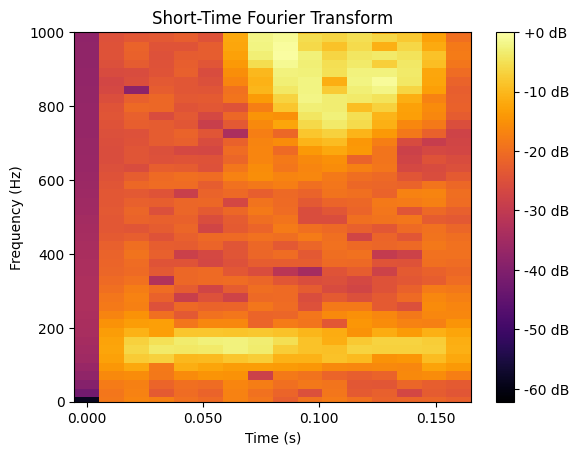 Short-Time Fourier Transform
1000
800
600
400
200
0
Frequency (Hz)
0.000
0.050
0.100
0.150
Time (s)
+0 dB
-10 dB
-20 dB
-30 dB
-40 dB
-50 dB
-60 dB